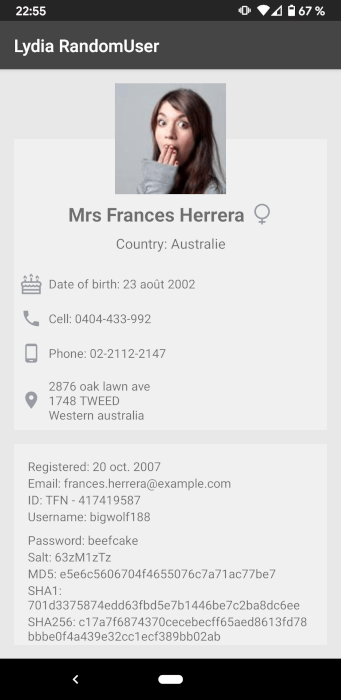 22:55
67 %
Lydia RandomUser
Mrs Frances Herrera
Country: Australie
Date of birth: 23 août 2002
Cell: 0404-433-992
Phone: 02-2112-2147
2876 oak lawn ave
1748 TWEED
Western australia
Registered: 20 oct. 2007
Email: frances.herrera@example.com
ID: TFN - 417419587
Username: bigwolf188
Password: beefcake
Salt: 63zM1zTz
MD5: e5e6c5606704f4655076c7a71ac77be7
SHA1:
701d3375874edd63fbd5e7b1446be7c2ba8dc6ee
SHA256: c17a7f6874370cecebecff65aed8613fd78
bbbe0f4a439e32cc1ecf389bb02ab